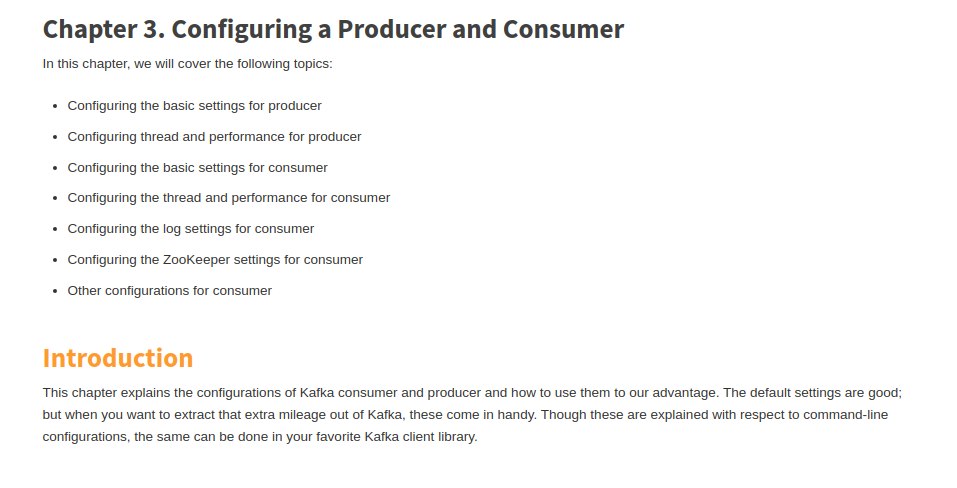 Chapter 3. Configuring a Producer and Consumer
In this chapter, we will cover the following topics:
• Configuring the basic settings for producer
• Configuring thread and performance for producer
• Configuring the basic settings for consumer
• Configuring the thread and performance for consumer
• Configuring the log settings for consumer
• Configuring the ZooKeeper settings for consumer
• Other configurations for consumer
Introduction
This chapter explains the configurations of Kafka consumer and producer and how to use them to our advantage. The default settings are good;
but when you want to extract that extra mileage out of Kafka, these come in handy. Though these are explained with respect to command-line
configurations, the same can be done in your favorite Kafka client library.